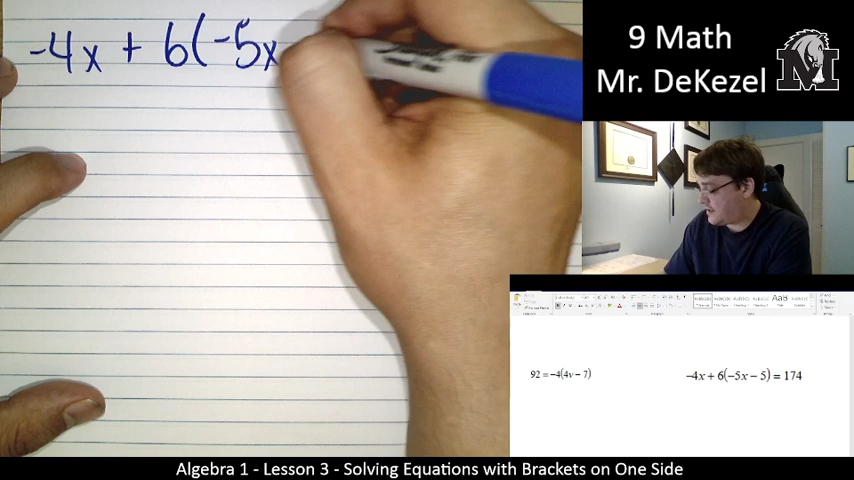 -4x + 6(-5x
9 Math
Mr. DeKezel
92 = -4(4v - 7)
-4x + 6(-5x - 5) = 174
Algebra 1 - Lesson 3 - Solving Equations with Brackets on One Side